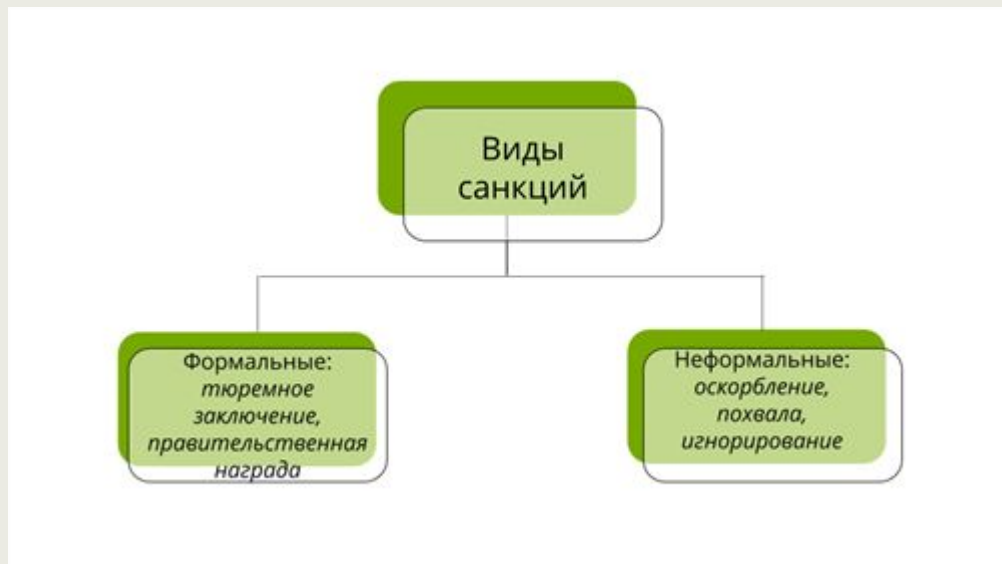 Виды
санкций
Формальные:
тюремное
заключение,
правительственная
награда
Неформальные:
оскорбление,
похвала,
игнорирование